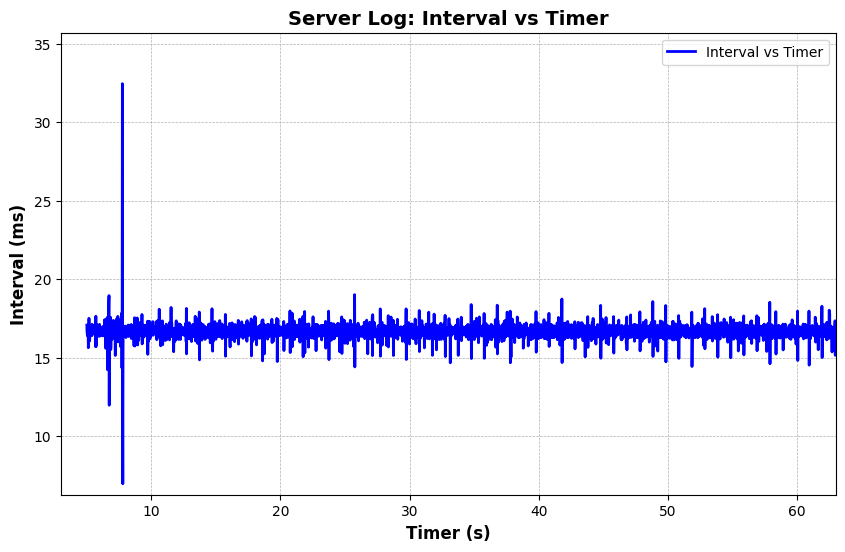 Server Log: Interval vs Timer
Interval vs Timer
35
30
25
20
15
10
Interval (ms)
10 20 30 40 50 60
Timer (s)